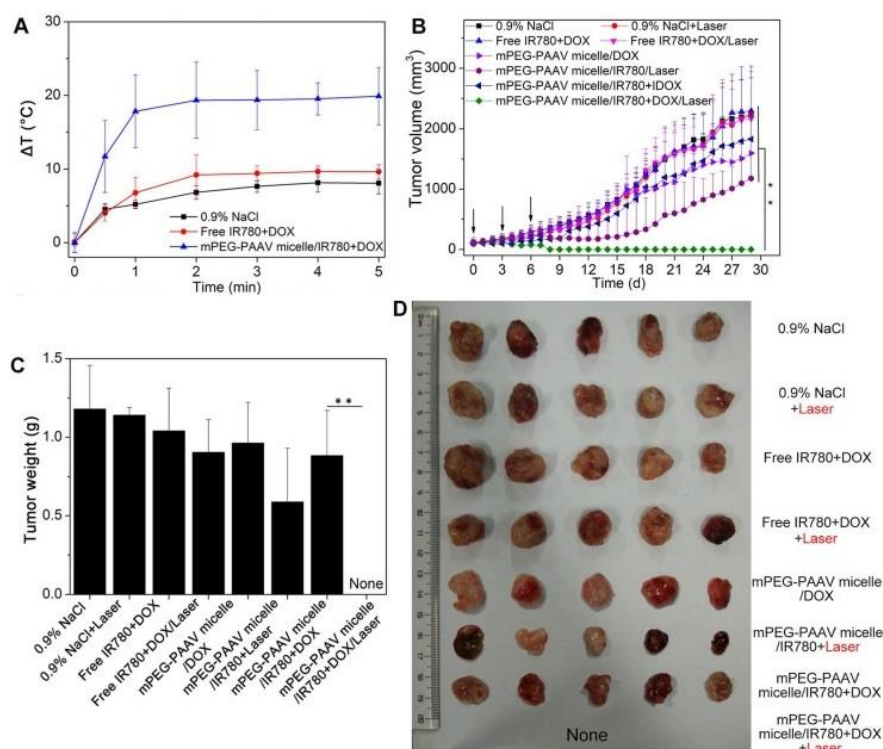 A
ΔT (°C)
30
20
10
0
0.9% NaCl
Free IR780+DOX
mPEG-PAAV micelle/IR780+DOX
0 1 2 3 4 5
Time (min)
B
0.9% NaCl 0.9% NaCl+Laser
Free IR780+DOX Free IR780+DOX/Laser
mPEG-PAAV micelle/DOX
mPEG-PAAV micelle/IR780/Laser
mPEG-PAAV micelle/IR780+IDOX
mPEG-PAAV micelle/IR780+DOX/Laser
Tumor volume (mm³)
3000
2000
1000
0
* *
0 3 6 9 12 15 18 21 24 27 30
Time (d)
C
Tumor weight (g)
1.5
1.0
0.5
0.0
**
None
0.9% NaCl
0.9% NaCl+Laser
Free IR780+DOX
Free IR780+DOX/Laser
mPEG-PAAV micelle
/DOX
mPEG-PAAV micelle
/IR780+Laser
mPEG-PAAV micelle
/IR780+DOX
mPEG-PAAV micelle
/IR780+DOX/Laser
D
0.9% NaCl
0.9% NaCl
+Laser
Free IR780+DOX
Free IR780+DOX
+Laser
mPEG-PAAV micelle
/DOX
mPEG-PAAV micelle
/IR780+Laser
mPEG-PAAV
micelle/IR780+DOX
mPEG-PAAV
micelle/IR780+DOX
+Laser
None